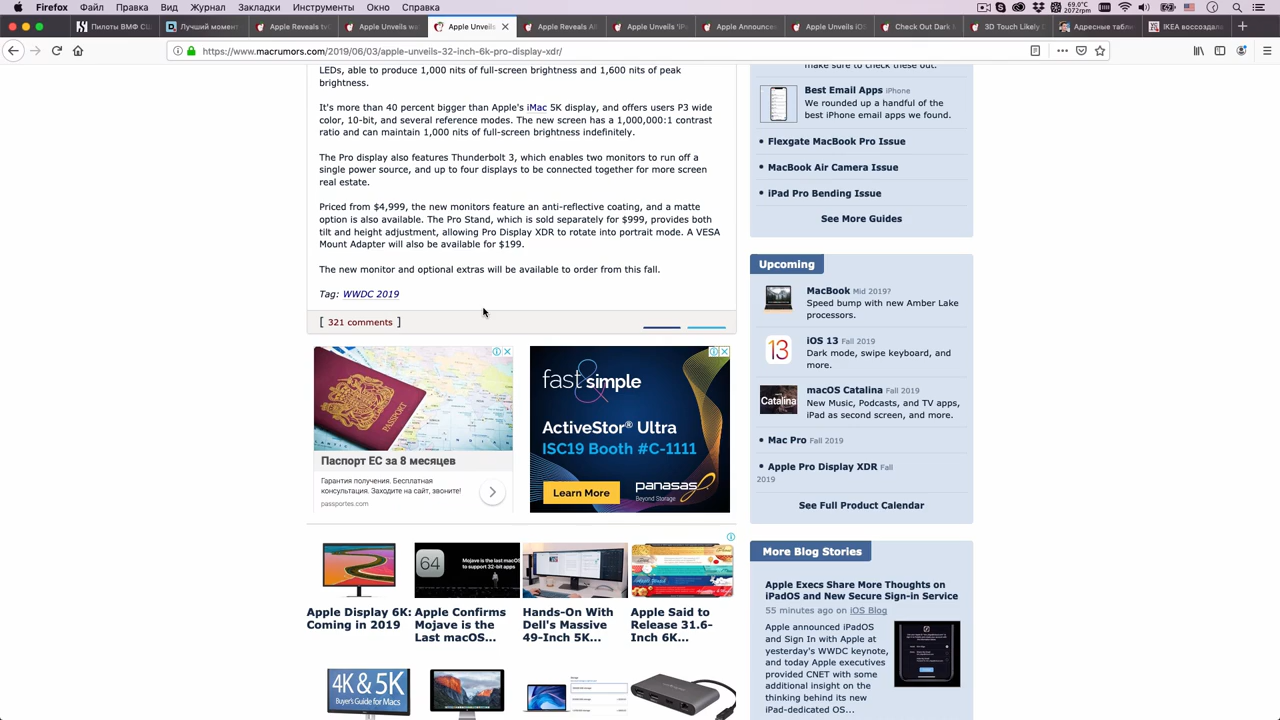 Firefox Файл Правка Вид Журнал Закладки Инструменты Окно Справка
69.0°C
2072rpm
Пилоты ВМФ СШ
Лучший момент
Apple Reveals tv
Apple Unveils wa
Apple Unveils
Apple Reveals Al
Apple Unveils 'iP
Apple Announce
Apple Unveils iOS
Check Out Dark M
3D Touch Likely D
Адресные табли
IKEA воссоздала
https://www.macrumors.com/2019/06/03/apple-unveils-32-inch-6k-pro-display-xdr/
LEDs, able to produce 1,000 nits of full-screen brightness and 1,600 nits of peak
brightness.
It's more than 40 percent bigger than Apple's iMac 5K display, and offers users P3 wide
color, 10-bit, and several reference modes. The new screen has a 1,000,000:1 contrast
ratio and can maintain 1,000 nits of full-screen brightness indefinitely.
The Pro display also features Thunderbolt 3, which enables two monitors to run off a
single power source, and up to four displays to be connected together for more screen
real estate.
Priced from $4,999, the new monitors feature an anti-reflective coating, and a matte
option is also available. The Pro Stand, which is sold separately for $999, provides both
tilt and height adjustment, allowing Pro Display XDR to rotate into portrait mode. A VESA
Mount Adapter will also be available for $199.
The new monitor and optional extras will be available to order from this fall.
Tag: WWDC 2019
[ 321 comments ]
PASSPORT
Паспорт ЕС за 8 месяцев
Гарантия получения. Бесплатная
консультация. Заходите на сайт, звоните!
passportes.com
fast & simple
ActiveStor® Ultra
ISC19 Booth #C-1111
Learn More
panasas
Beyond Storage
64
Mojave is the last macOS
to support 32-bit apps
Apple Display 6K:
Coming in 2019
Apple Confirms
Mojave is the
Last macOS...
Hands-On With
Dell's Massive
49-Inch 5K...
Apple Said to
Release 31.6-
Inch 6K...
4K & 5K
Buyer's Guide for Macs
make sure to check these out.
Best Email Apps iPhone
We rounded up a handful of the
best iPhone email apps we found.
• Flexgate MacBook Pro Issue
• MacBook Air Camera Issue
• iPad Pro Bending Issue
See More Guides
Upcoming
MacBook Mid 2019?
Speed bump with new Amber Lake
processors.
13
iOS 13 Fall 2019
Dark mode, swipe keyboard, and
more.
Catalina
macOS Catalina Fall 2019
New Music, Podcasts, and TV apps,
iPad as second screen, and more.
• Mac Pro Fall 2019
• Apple Pro Display XDR Fall
2019
See Full Product Calendar
More Blog Stories
Apple Execs Share More Thoughts on
iPadOS and New Secure Sign-in Service
55 minutes ago on iOS Blog
Apple announced iPadOS
and Sign In with Apple at
yesterday's WWDC keynote,
and today Apple executives
provided CNET with some
additional insight on the
thinking behind its new
iPad-dedicated OS...